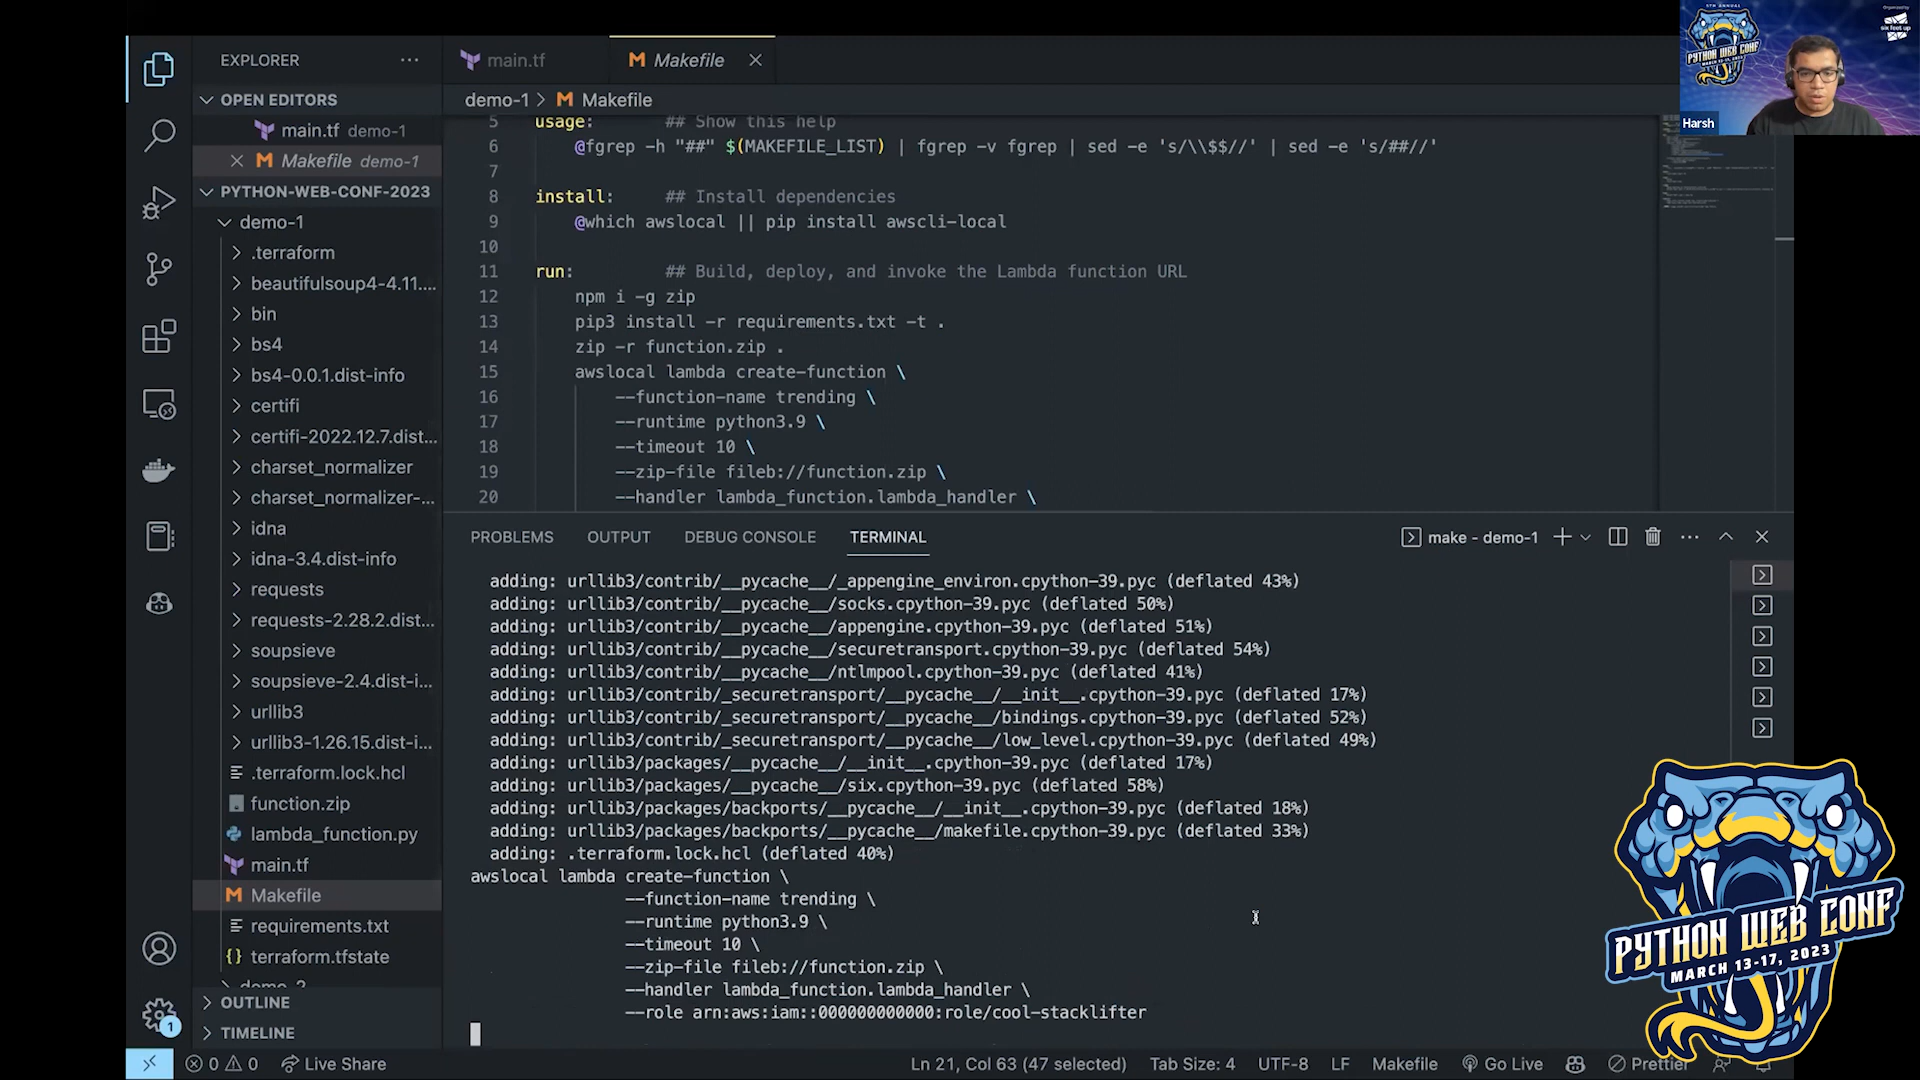 EXPLORER
OPEN EDITORS
main.tf demo-1
Makefile demo-1
PYTHON-WEB-CONF-2023
demo-1
.terraform
beautifulsoup4-4.11....
bin
bs4
bs4-0.0.1.dist-info
certifi
certifi-2022.12.7.dist...
charset_normalizer
charset_normalizer-...
idna
idna-3.4.dist-info
requests
requests-2.28.2.dist...
soupsieve
soupsieve-2.4.dist-i...
urllib3
urllib3-1.26.15.dist-i...
.terraform.lock.hcl
function.zip
lambda_function.py
main.tf
Makefile
requirements.txt
terraform.tfstate
demo-2
OUTLINE
TIMELINE
main.tf
Makefile
demo-1 > Makefile
5 usage: ## Show this help
6 @fgrep -h "##" $(MAKEFILE_LIST) | fgrep -v fgrep | sed -e 's/\\$$//' | sed -e 's/##//'
7
8 install: ## Install dependencies
9 @which awslocal || pip install awscli-local
10
11 run: ## Build, deploy, and invoke the Lambda function URL
12 npm i -g zip
13 pip3 install -r requirements.txt -t .
14 zip -r function.zip .
15 awslocal lambda create-function \
16 --function-name trending \
17 --runtime python3.9 \
18 --timeout 10 \
19 --zip-file fileb://function.zip \
20 --handler lambda_function.lambda_handler \
PROBLEMS OUTPUT DEBUG CONSOLE TERMINAL
make - demo-1
adding: urllib3/contrib/__pycache__/_appengine_environ.cpython-39.pyc (deflated 43%)
adding: urllib3/contrib/__pycache__/socks.cpython-39.pyc (deflated 50%)
adding: urllib3/contrib/__pycache__/appengine.cpython-39.pyc (deflated 51%)
adding: urllib3/contrib/__pycache__/securetransport.cpython-39.pyc (deflated 54%)
adding: urllib3/contrib/__pycache__/ntlmpool.cpython-39.pyc (deflated 41%)
adding: urllib3/contrib/_securetransport/__pycache__/__init__.cpython-39.pyc (deflated 17%)
adding: urllib3/contrib/_securetransport/__pycache__/bindings.cpython-39.pyc (deflated 52%)
adding: urllib3/contrib/_securetransport/__pycache__/low_level.cpython-39.pyc (deflated 49%)
adding: urllib3/packages/__pycache__/__init__.cpython-39.pyc (deflated 17%)
adding: urllib3/packages/__pycache__/six.cpython-39.pyc (deflated 58%)
adding: urllib3/packages/backports/__pycache__/__init__.cpython-39.pyc (deflated 18%)
adding: urllib3/packages/backports/__pycache__/makefile.cpython-39.pyc (deflated 33%)
adding: .terraform.lock.hcl (deflated 40%)
awslocal lambda create-function \
--function-name trending \
--runtime python3.9 \
--timeout 10 \
--zip-file fileb://function.zip \
--handler lambda_function.lambda_handler \
--role arn:aws:iam::000000000000:role/cool-stacklifter
1
0 0 Live Share
Ln 21, Col 63 (47 selected) Tab Size: 4 UTF-8 LF Makefile Go Live Prettier
5TH ANNUAL
PYTHON WEB CONF
MARCH 13-17, 2023
six feet up
Harsh
PYTHON WEB CONF
MARCH 13-17, 2023